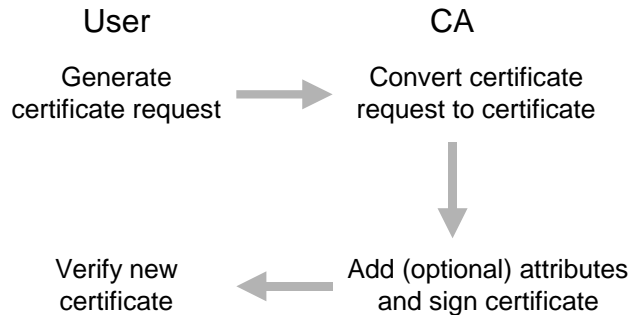 User
CA
Generate
certificate request
Convert certificate
request to certificate
Verify new
certificate
Add (optional) attributes
and sign certificate